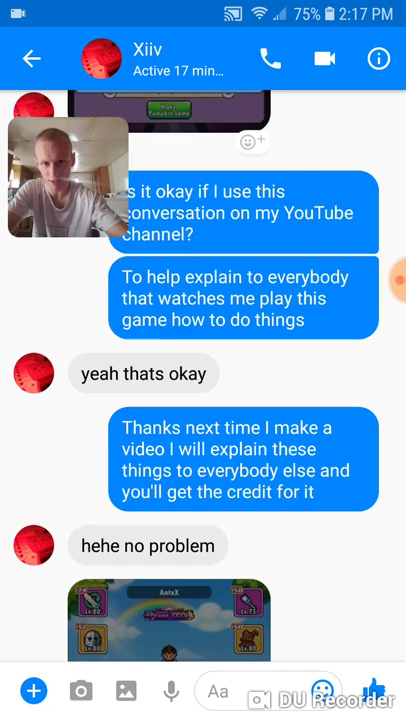 75% 2:17 PM
Xiiv
Active 17 min...
Make
Pumpkin Lamp
s it okay if I use this
conversation on my YouTube
channel?
To help explain to everybody
that watches me play this
game how to do things
yeah thats okay
Thanks next time I make a
video I will explain these
things to everybody else and
you'll get the credit for it
hehe no problem
AntxX
Lv.80 Lv.75
Lv.80 Lv.80
Aa
DU Recorder